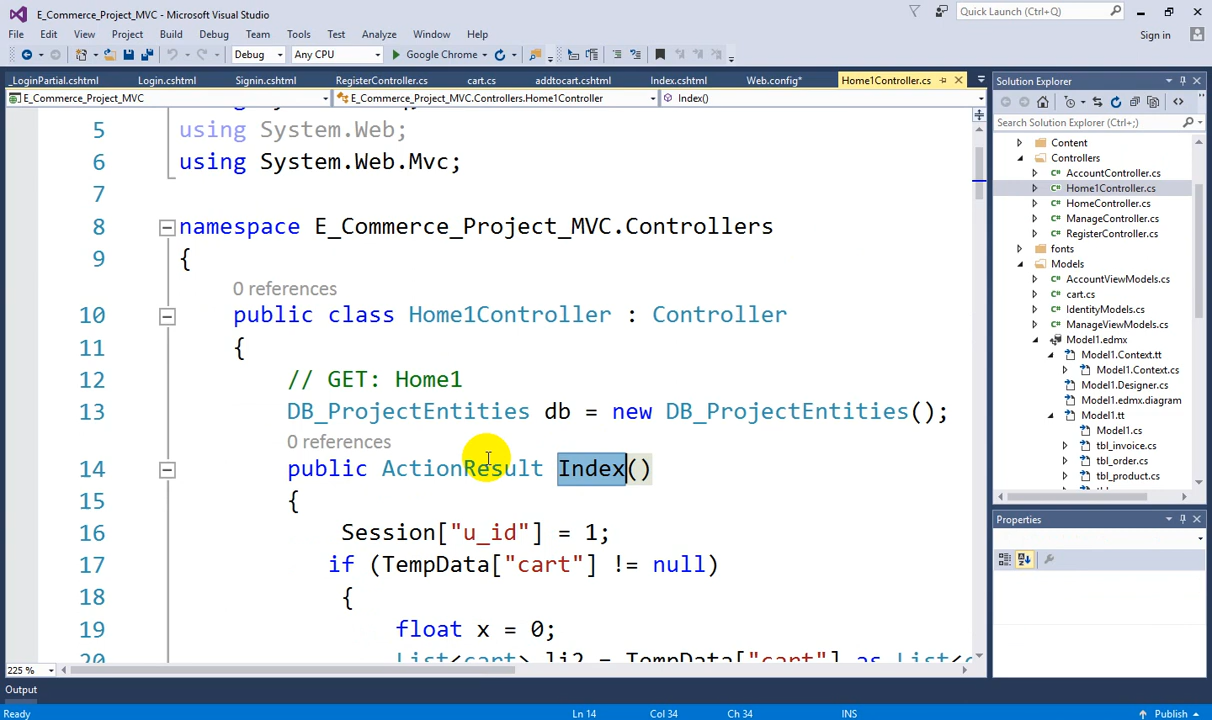 E_Commerce_Project_MVC - Microsoft Visual Studio
Quick Launch (Ctrl+Q)
File Edit View Project Build Debug Team Tools Test Analyze Window Help
Sign in
Debug Any CPU Google Chrome
_LoginPartial.cshtml Login.cshtml Signin.cshtml RegisterController.cs cart.cs addtocart.cshtml Index.cshtml Web.config* Home1Controller.cs
E_Commerce_Project_MVC E_Commerce_Project_MVC.Controllers.Home1Controller Index()
5 using System.Web;
6 using System.Web.Mvc;
7
8 namespace E_Commerce_Project_MVC.Controllers
9 {
0 references
10 public class Home1Controller : Controller
11 {
12 // GET: Home1
13 DB_ProjectEntities db = new DB_ProjectEntities();
0 references
14 public ActionResult Index()
15 {
16 Session["u_id"] = 1;
17 if (TempData["cart"] != null)
18 {
19 float x = 0;
20 List<cart> li2 = TempData["cart"] as List<c
225 %
Output
Ready Ln 14 Col 34 Ch 34 INS Publish
Solution Explorer
Search Solution Explorer (Ctrl+;)
Content
Controllers
AccountController.cs
Home1Controller.cs
HomeController.cs
ManageController.cs
RegisterController.cs
fonts
Models
AccountViewModels.cs
cart.cs
IdentityModels.cs
ManageViewModels.cs
Model1.edmx
Model1.Context.tt
Model1.Context.cs
Model1.Designer.cs
Model1.edmx.diagram
Model1.tt
Model1.cs
tbl_invoice.cs
tbl_order.cs
tbl_product.cs
Properties